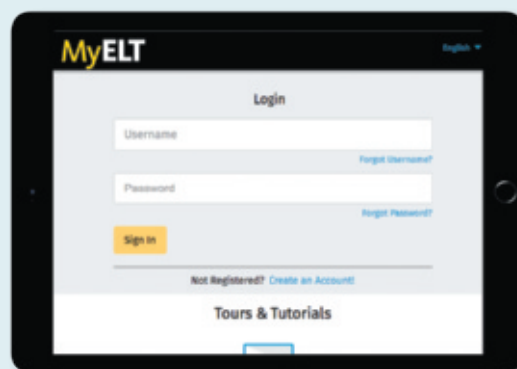 MyELT
English
Login
Username
Forgot Username?
Password
Forgot Password?
Sign In
Not Registered? Create an Account!
Tours & Tutorials